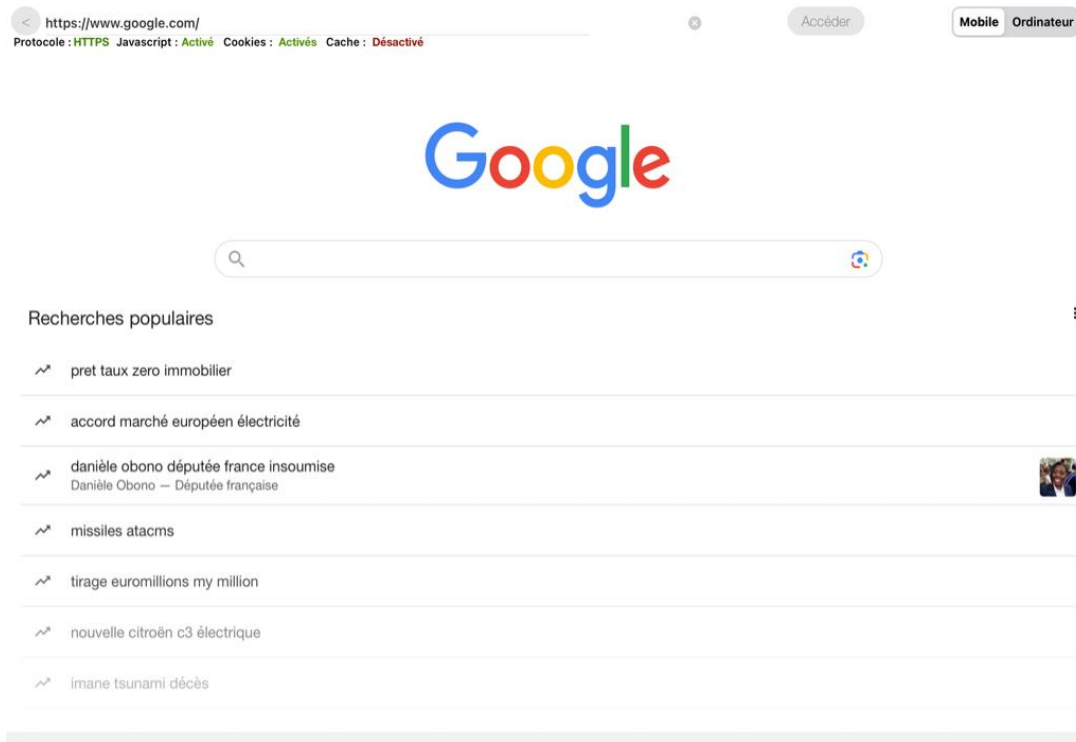 < https://www.google.com/ Accéder Mobile Ordinateur
Protocole : HTTPS Javascript : Activé Cookies : Activés Cache : Désactivé
Google
Recherches populaires
pret taux zero immobilier
accord marché européen électricité
danièle obono députée france insoumise
Danièle Obono — Députée française
missiles atacms
tirage euromillions my million
nouvelle citroën c3 électrique
imane tsunami décès